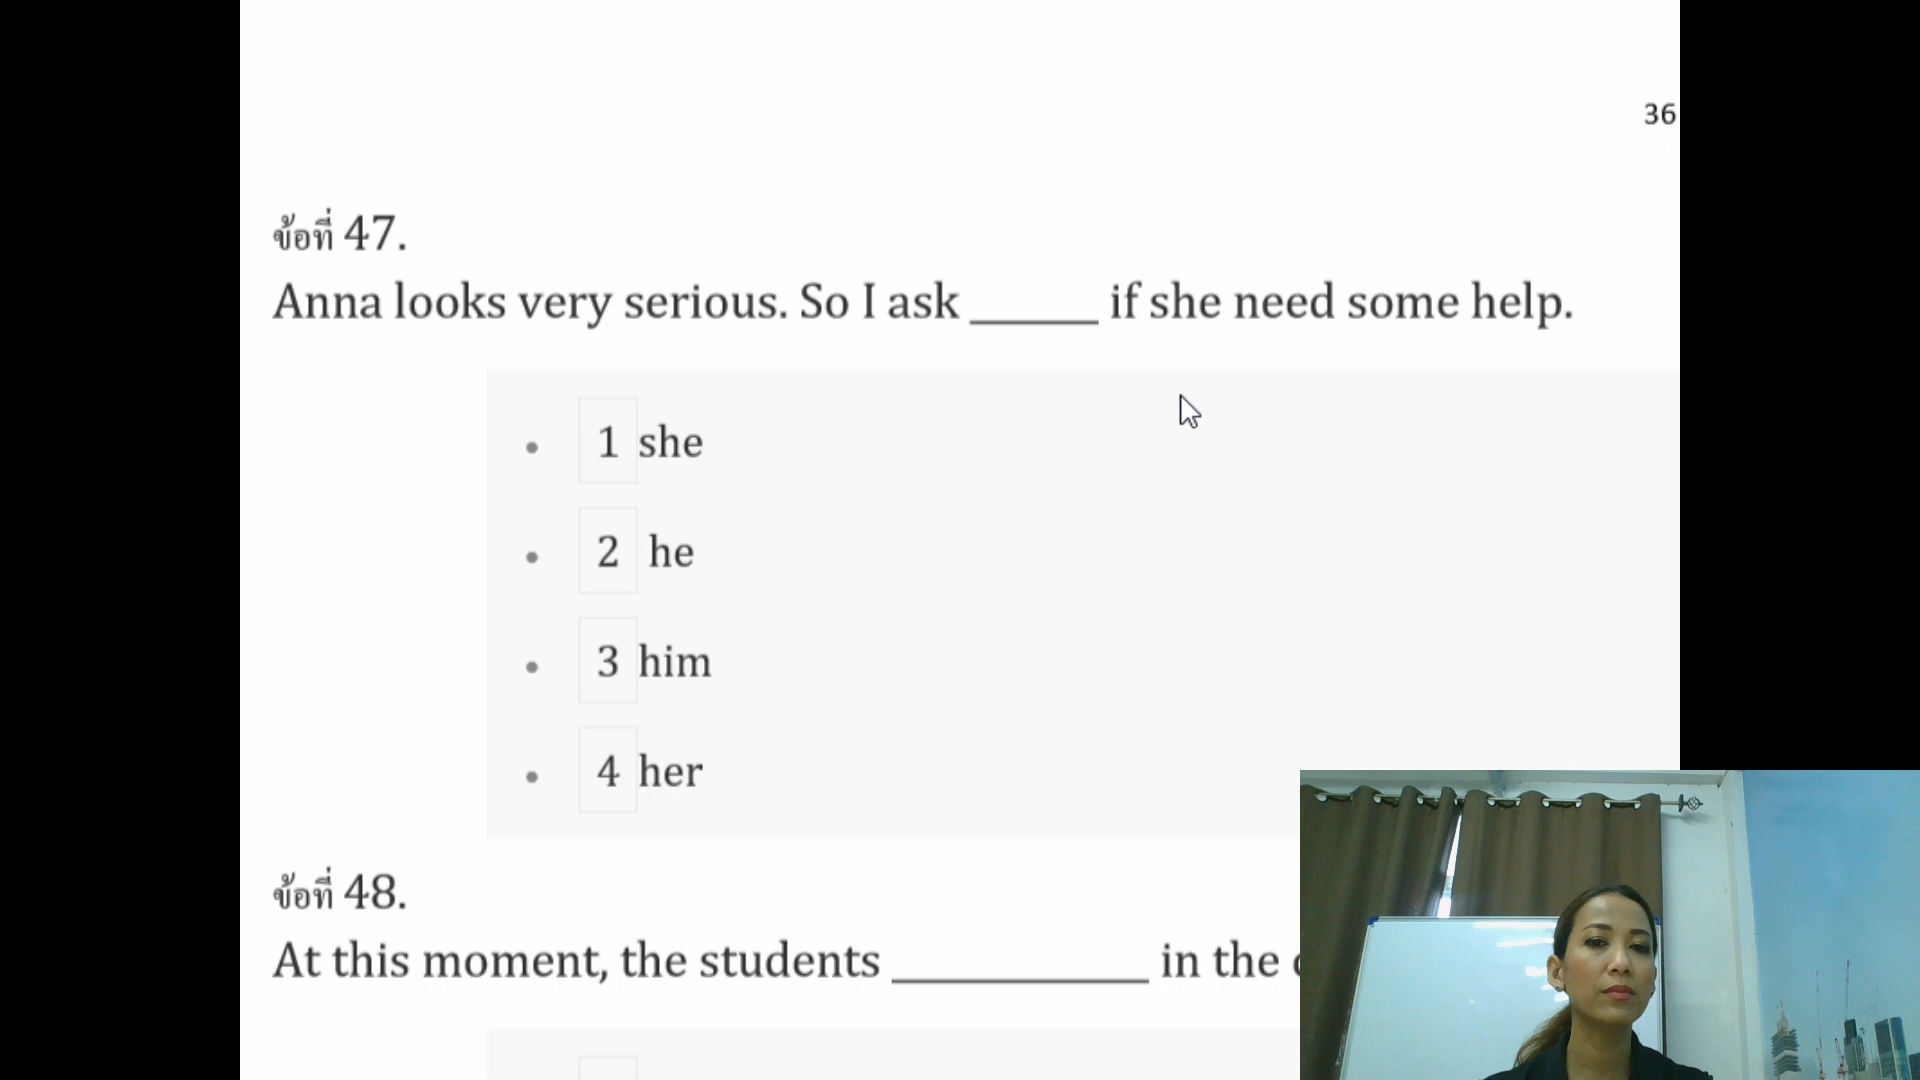 36
ข้อที่ 47.
Anna looks very serious. So I ask ______ if she need some help.
1 she
2 he
3 him
4 her
ข้อที่ 48.
At this moment, the students ____________ in the